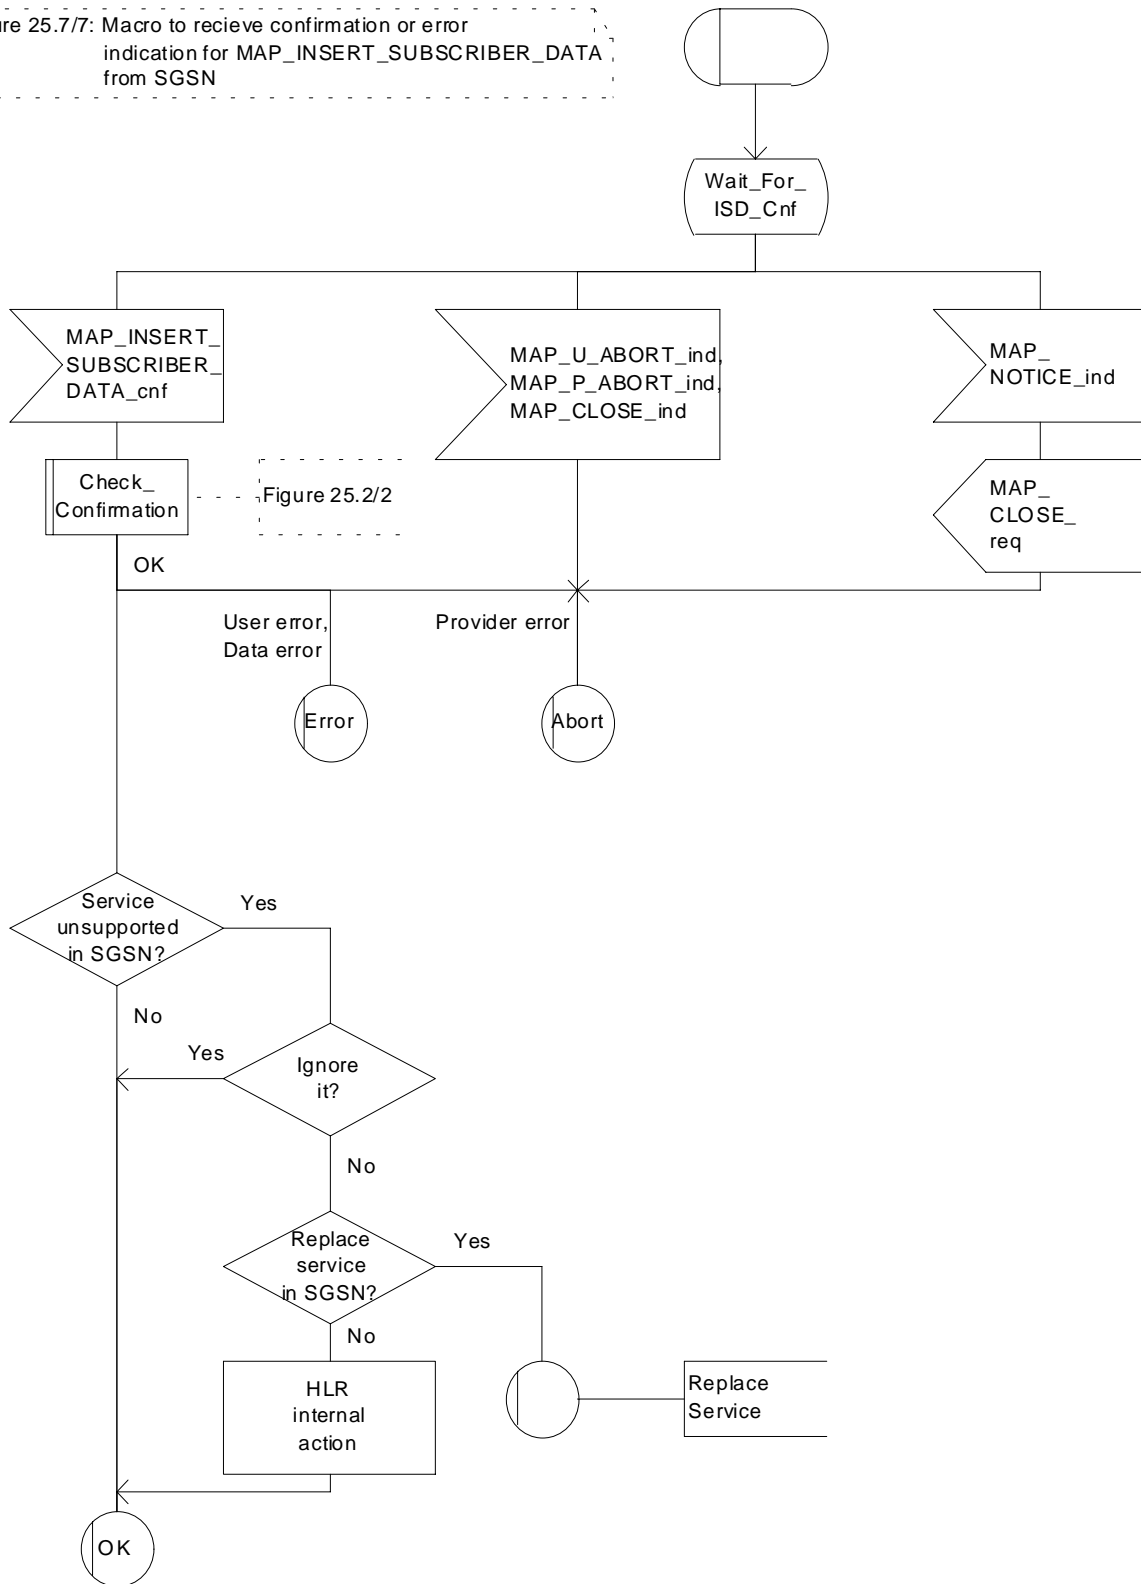 re 25.7/7: Macro to recieve confirmation or error
indication for MAP_INSERT_SUBSCRIBER_DATA
from SGSN
Wait_For_
ISD_Cnf
MAP_INSERT_
SUBSCRIBER_
DATA_cnf
MAP_U_ABORT_ind,
MAP_P_ABORT_ind,
MAP_CLOSE_ind
MAP_
NOTICE_ind
Check_
Confirmation
Figure 25.2/2
MAP_
CLOSE_
req
OK
User error,
Data error
Provider error
Error
Abort
Service
unsupported
in SGSN?
Yes
No
Yes
Ignore
it?
No
Replace
service
in SGSN?
Yes
No
HLR
internal
action
Replace
Service
OK